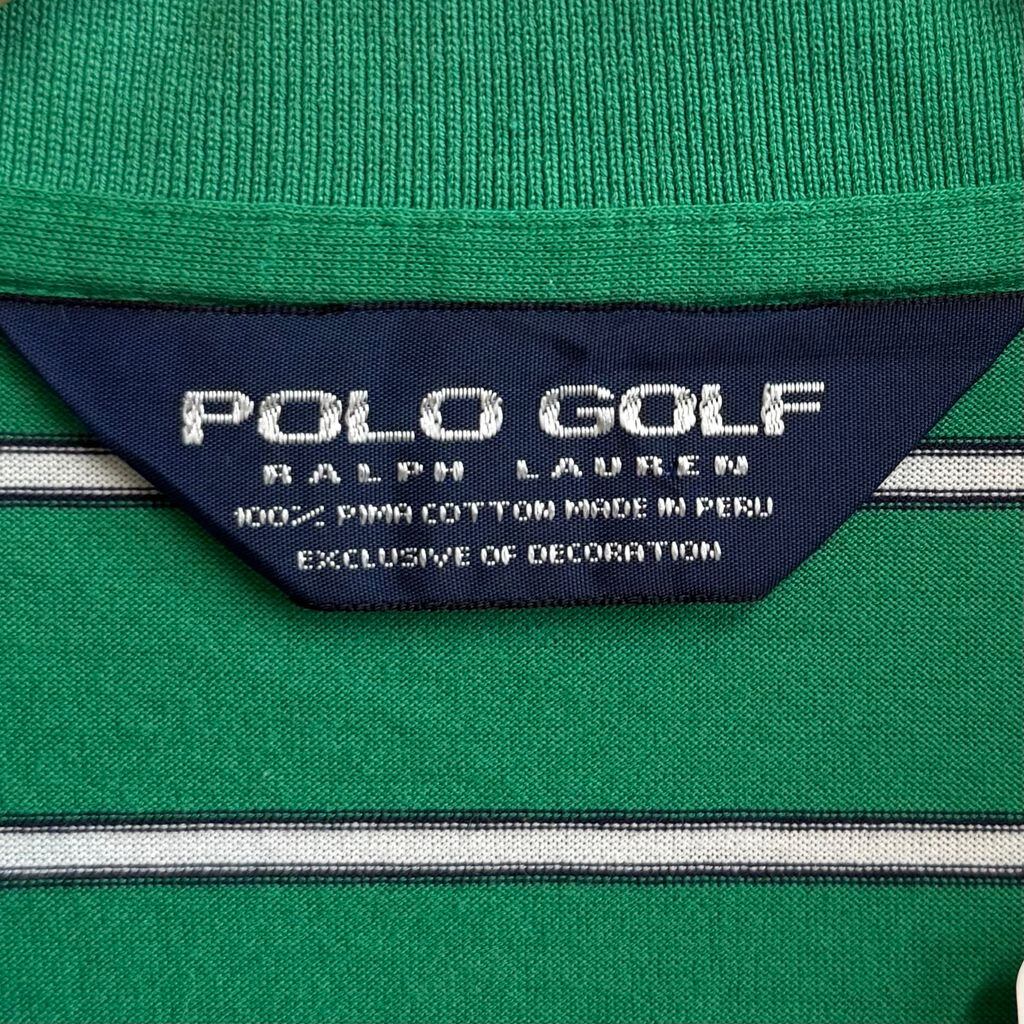 POLO GOLF
RALPH LAUREN
100% PIMA COTTON MADE IN PERU
EXCLUSIVE OF DECORATION